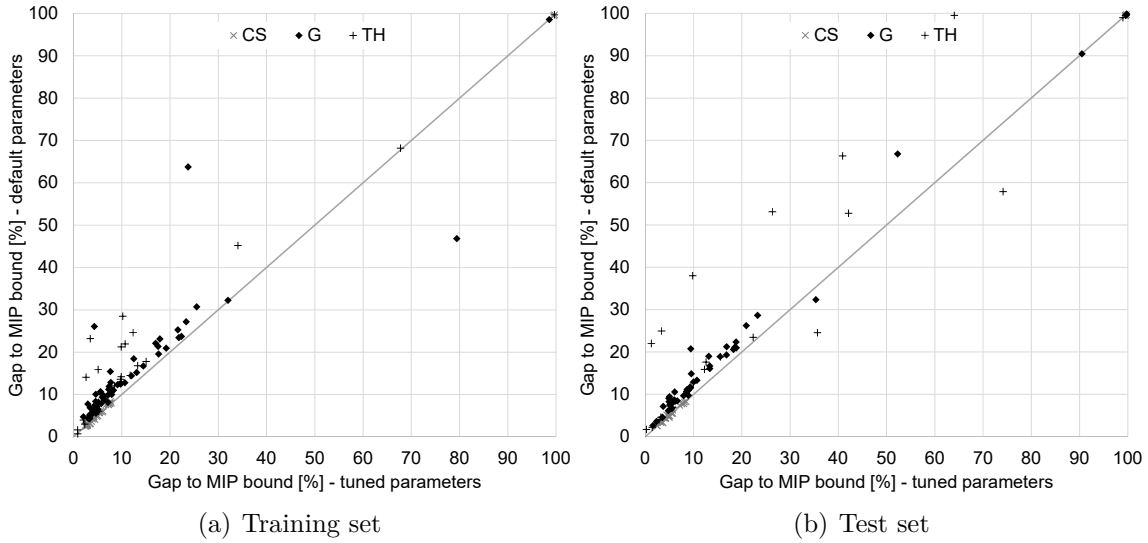 CS G TH
100
90
80
70
60
50
40
30
20
10
0
Gap to MIP bound [%] - default parameters
0 10 20 30 40 50 60 70 80 90 100
Gap to MIP bound [%] - tuned parameters
(a) Training set
CS G TH
100
90
80
70
60
50
40
30
20
10
0
Gap to MIP bound [%] - default parameters
0 10 20 30 40 50 60 70 80 90 100
Gap to MIP bound [%] - tuned parameters
(b) Test set